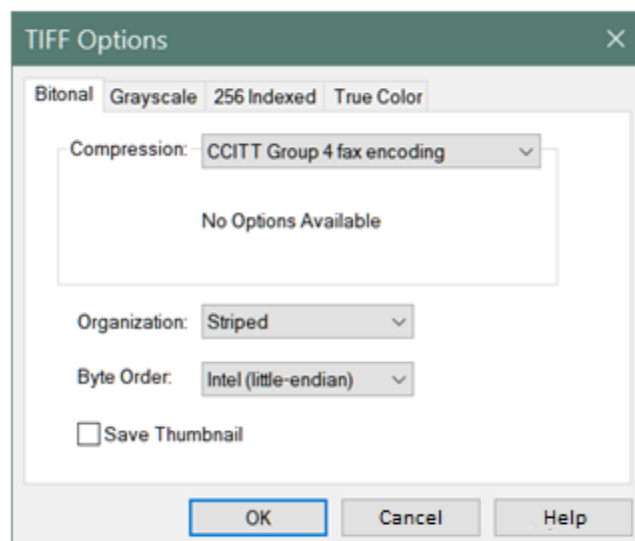 TIFF Options
Bitonal Grayscale 256 Indexed True Color
Compression: CCITT Group 4 fax encoding
No Options Available
Organization: Striped
Byte Order: Intel (little-endian)
Save Thumbnail
OK Cancel Help